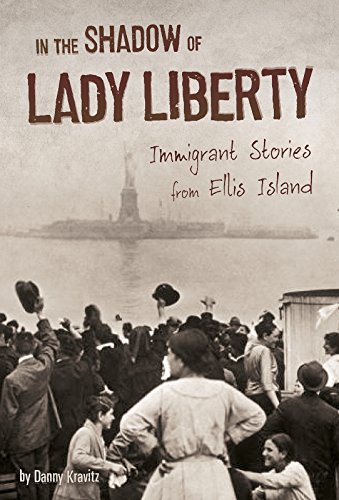 IN THE SHADOW OF
LADY LIBERTY
Immigrant Stories
from Ellis Island
by Danny Kravitz